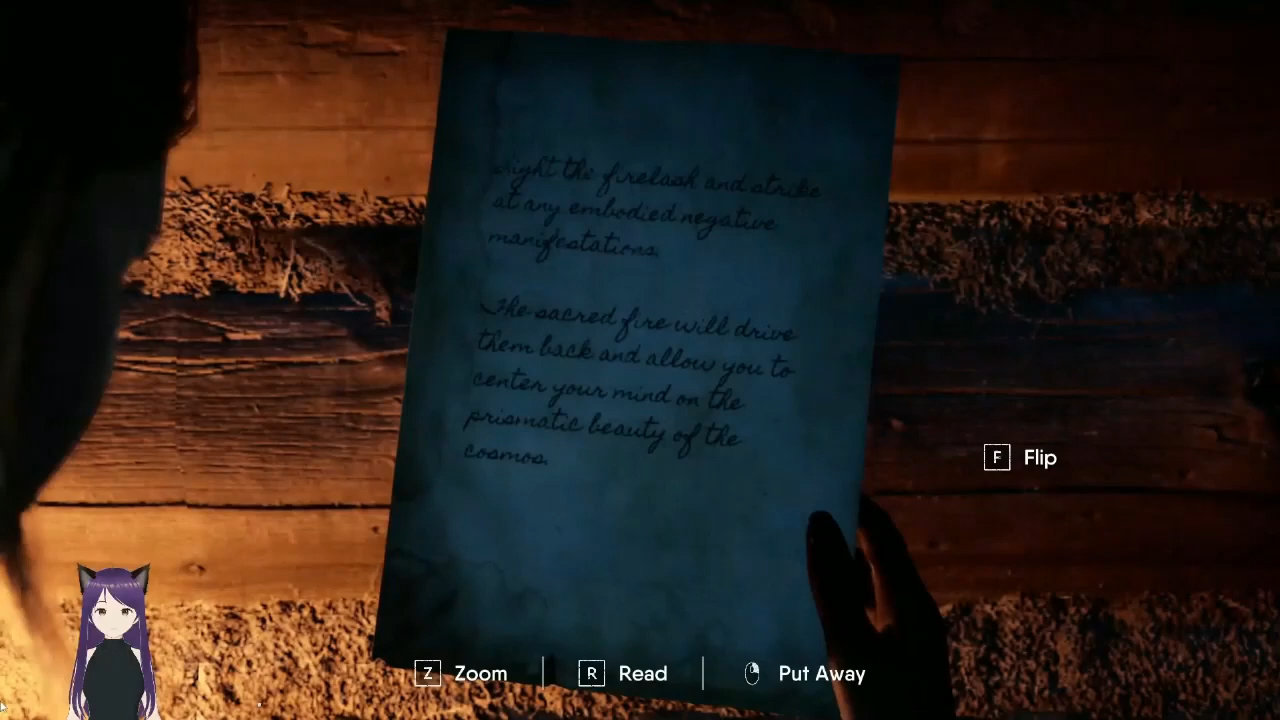 Light the firelash and strike
at any embodied negative
manifestations.
The sacred fire will drive
them back and allow you to
center your mind on the
prismatic beauty of the
cosmos.
F Flip
Z Zoom
R Read
Put Away